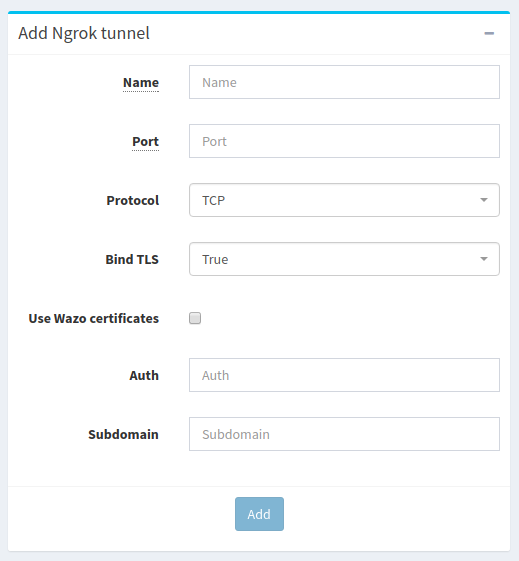 Add Ngrok tunnel
Name Name
Port Port
Protocol TCP
Bind TLS True
Use Wazo certificates
Auth Auth
Subdomain Subdomain
Add